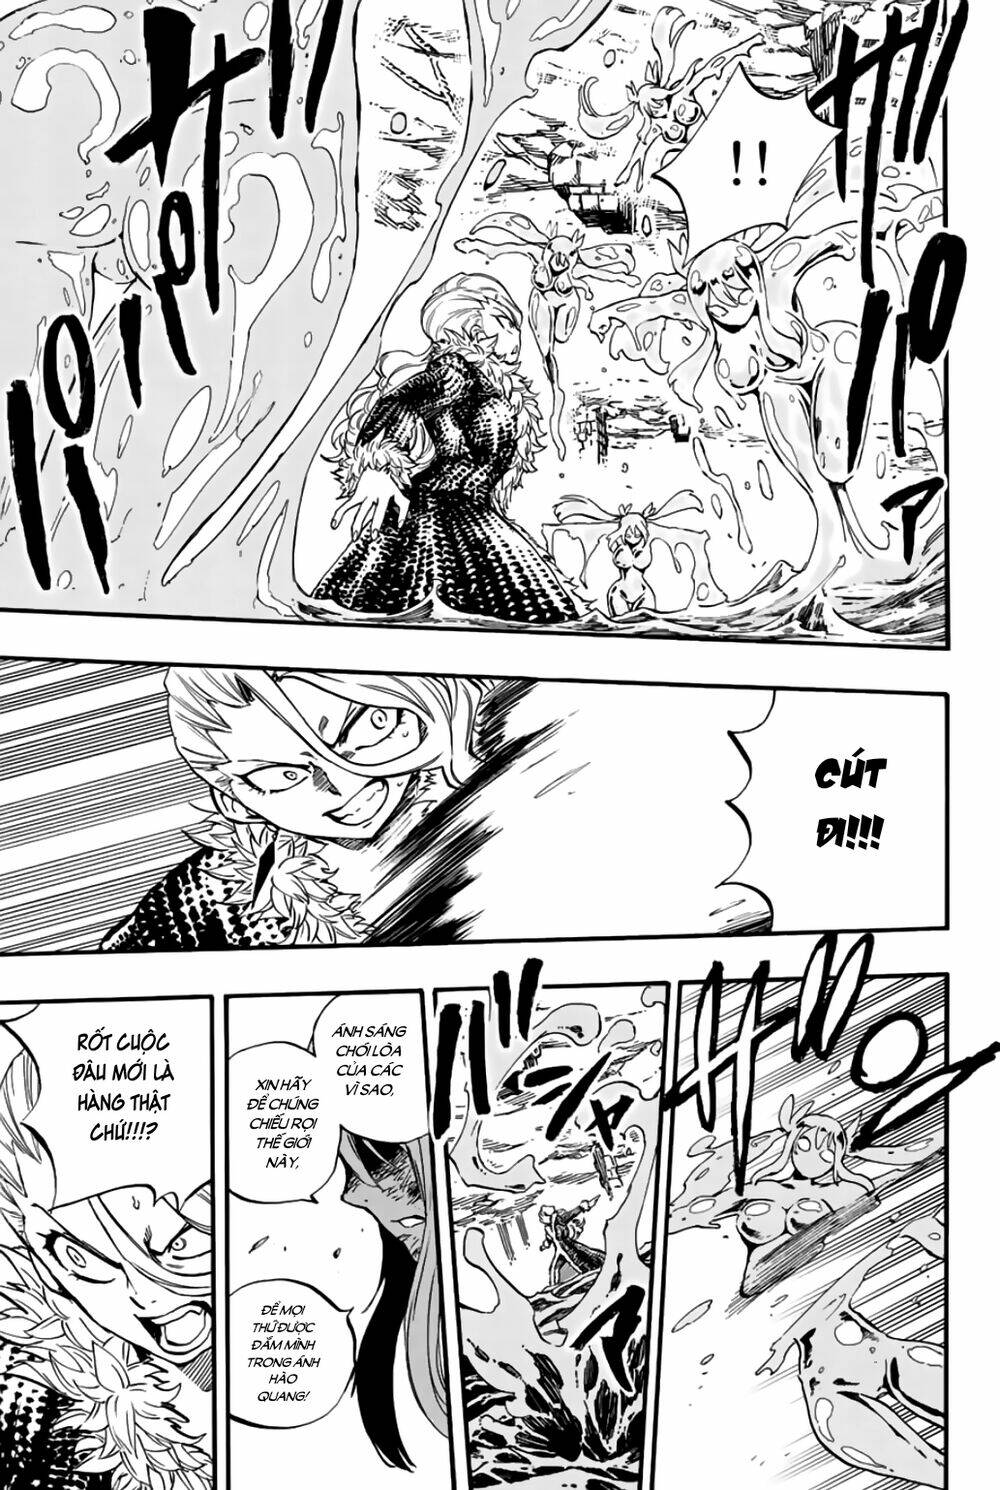 !!
CÚT
ĐI!!!
ÁNH SÁNG
CHÓI LÒA
CỦA CÁC
VÌ SAO,
XIN HÃY
ĐỂ CHÚNG
CHIẾU RỌI
THẾ GIỚI
NÀY,
ĐỂ MỌI
THỨ ĐƯỢC
ĐẮM MÌNH
TRONG ÁNH
HÀO
QUANG!
RỐT CUỘC
ĐÂU MỚI LÀ
HÀNG THẬT
CHỨ!!!?